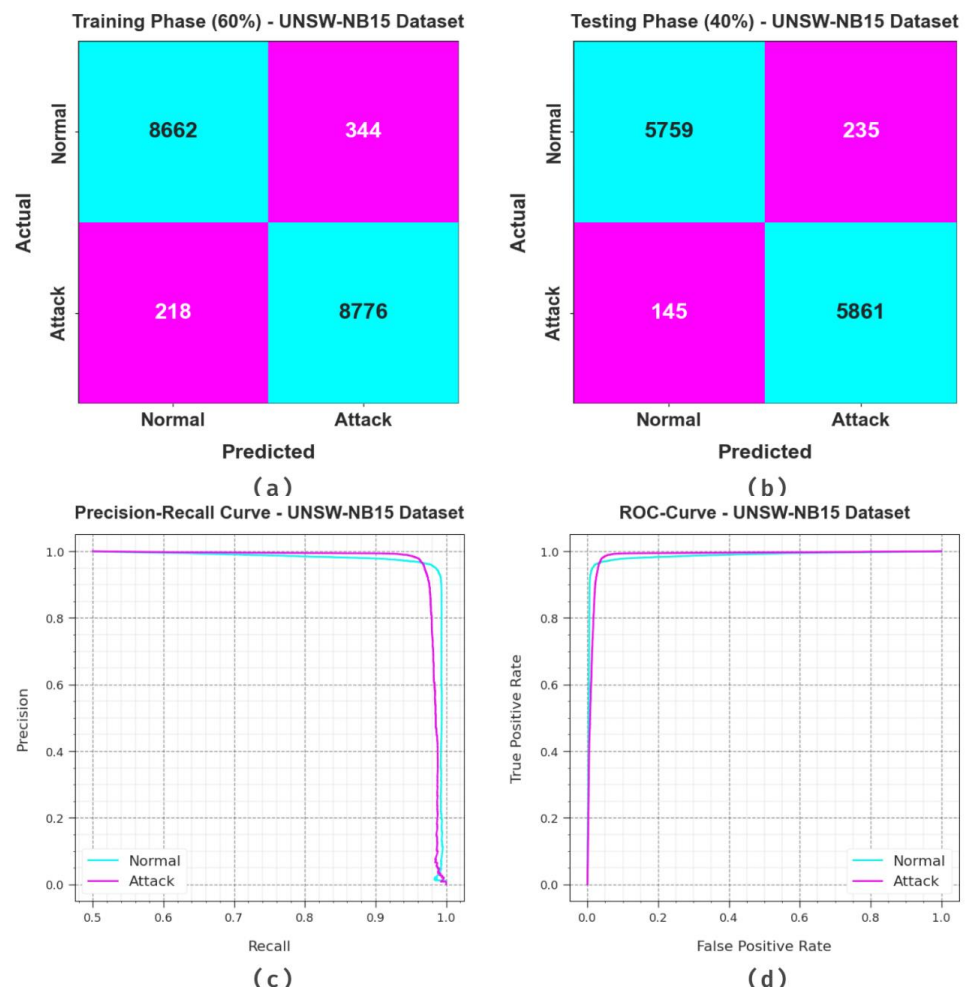 Training Phase (60%) - UNSW-NB15 Dataset
Actual
Normal
8662
344
Attack
218
8776
Normal
Attack
Predicted
(a)
Testing Phase (40%) - UNSW-NB15 Dataset
Actual
Normal
5759
235
Attack
145
5861
Normal
Attack
Predicted
(b)
Precision-Recall Curve - UNSW-NB15 Dataset
Precision
1.0
0.8
0.6
0.4
0.2
0.0
Normal
Attack
0.5
0.6
0.7
0.8
0.9
1.0
Recall
(c)
ROC-Curve - UNSW-NB15 Dataset
True Positive Rate
1.0
0.8
0.6
0.4
0.2
0.0
Normal
Attack
0.0
0.2
0.4
0.6
0.8
1.0
False Positive Rate
(d)